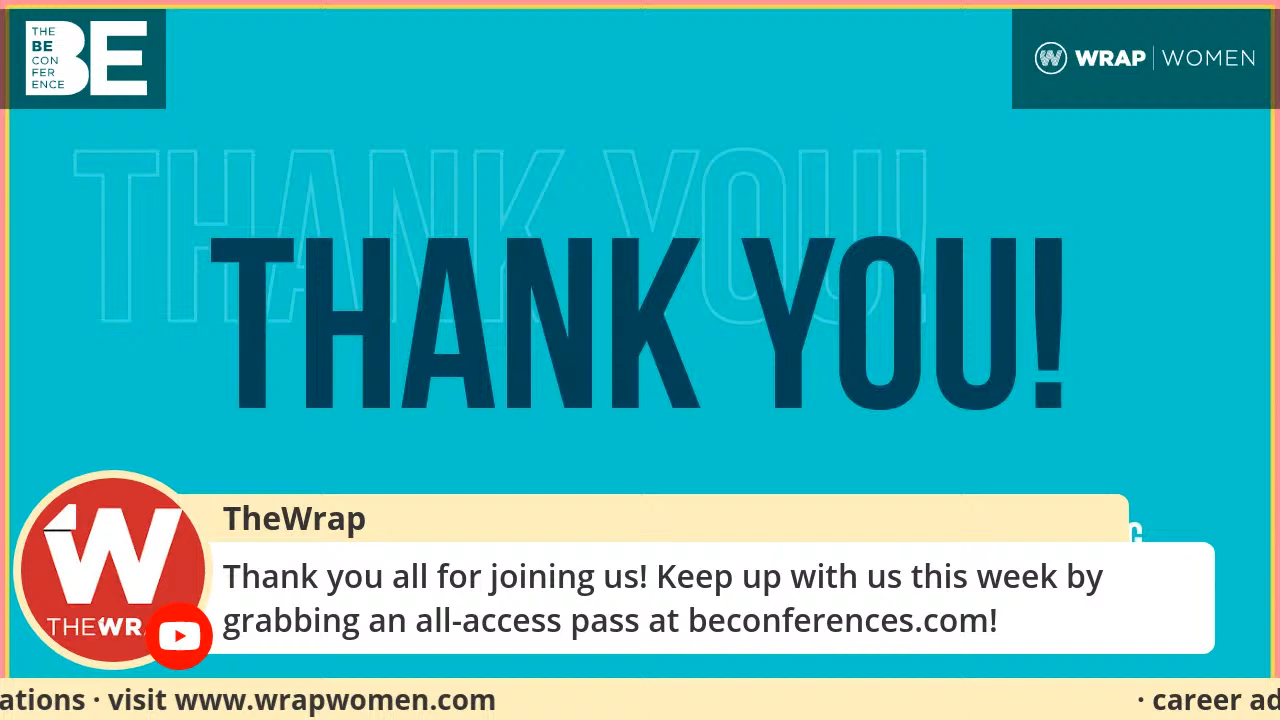 THE
BE
CON
FER
ENCE
BE
W WRAP | WOMEN
THANK YOU!
THANK YOU!
TheWrap
Thank you all for joining us! Keep up with us this week by
grabbing an all-access pass at beconferences.com!
W
THEWR
ations · visit www.wrapwomen.com
· career ad